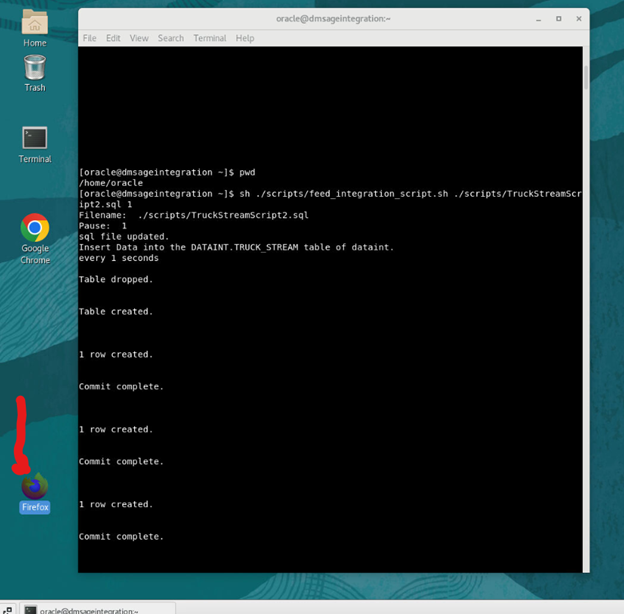 oracle@dmsageintegration:~
File Edit View Search Terminal Help
Home
Trash
Terminal
Google
Chrome
Firefox
[oracle@dmsageintegration ~]$ pwd
/home/oracle
[oracle@dmsageintegration ~]$ sh ./scripts/feed_integration_script.sh ./scripts/TruckStreamScr
ipt2.sql 1
Filename:  ./scripts/TruckStreamScript2.sql
Pause:  1
sql file updated.
Insert Data into the DATAINT.TRUCK_STREAM table of dataint.
every 1 seconds
Table dropped.
Table created.
1 row created.
Commit complete.
1 row created.
Commit complete.
1 row created.
Commit complete.
oracle@dmsageintegration:~